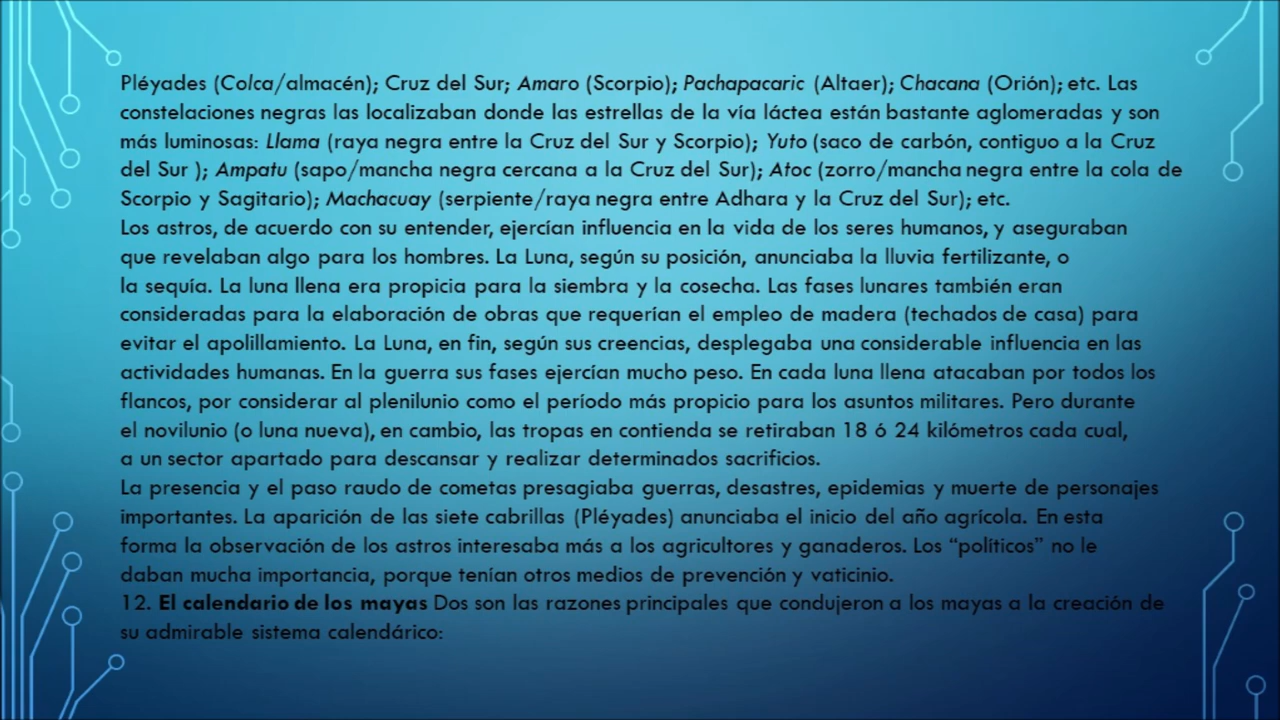 Pléyades (Colca/almacén); Cruz del Sur; Amaro (Scorpio); Pachapacaric (Altaer); Chacana (Orión); etc. Las
constelaciones negras las localizaban donde las estrellas de la vía láctea están bastante aglomeradas y son
más luminosas: Llama (raya negra entre la Cruz del Sur y Scorpio); Yuto (saco de carbón, contiguo a la Cruz
del Sur ); Ampatu (sapo/mancha negra cercana a la Cruz del Sur); Atoc (zorro/mancha negra entre la cola de
Scorpio y Sagitario); Machacuay (serpiente/raya negra entre Adhara y la Cruz del Sur); etc.
Los astros, de acuerdo con su entender, ejercían influencia en la vida de los seres humanos, y aseguraban
que revelaban algo para los hombres. La Luna, según su posición, anunciaba la lluvia fertilizante, o
la sequía. La luna llena era propicia para la siembra y la cosecha. Las fases lunares también eran
consideradas para la elaboración de obras que requerían el empleo de madera (techados de casa) para
evitar el apolillamiento. La Luna, en fin, según sus creencias, desplegaba una considerable influencia en las
actividades humanas. En la guerra sus fases ejercían mucho peso. En cada luna llena atacaban por todos los
flancos, por considerar al plenilunio como el período más propicio para los asuntos militares. Pero durante
el novilunio (o luna nueva), en cambio, las tropas en contienda se retiraban 18 ó 24 kilómetros cada cual,
a un sector apartado para descansar y realizar determinados sacrificios.
La presencia y el paso raudo de cometas presagiaba guerras, desastres, epidemias y muerte de personajes
importantes. La aparición de las siete cabrillas (Pléyades) anunciaba el inicio del año agrícola. En esta
forma la observación de los astros interesaba más a los agricultores y ganaderos. Los “políticos” no le
daban mucha importancia, porque tenían otros medios de prevención y vaticinio.
12. El calendario de los mayas Dos son las razones principales que condujeron a los mayas a la creación de
su admirable sistema calendárico: